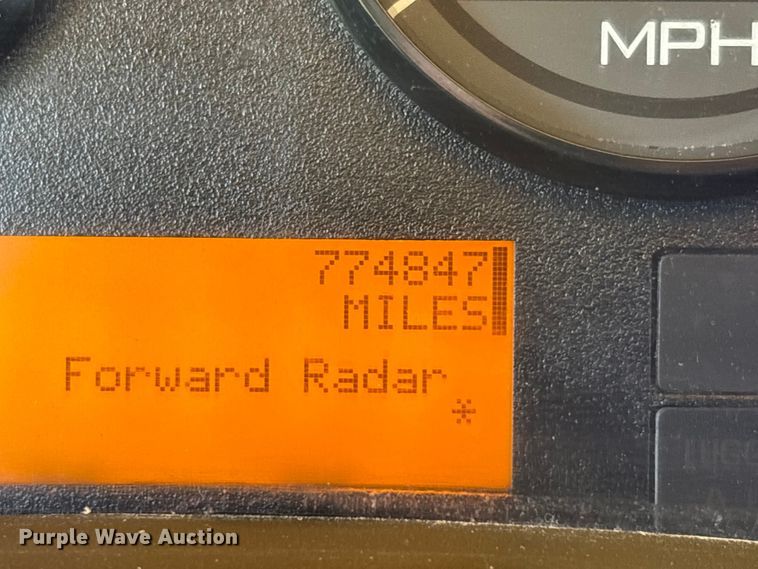 MPH
774847
MILES
Forward Radar
*
Purple Wave Auction